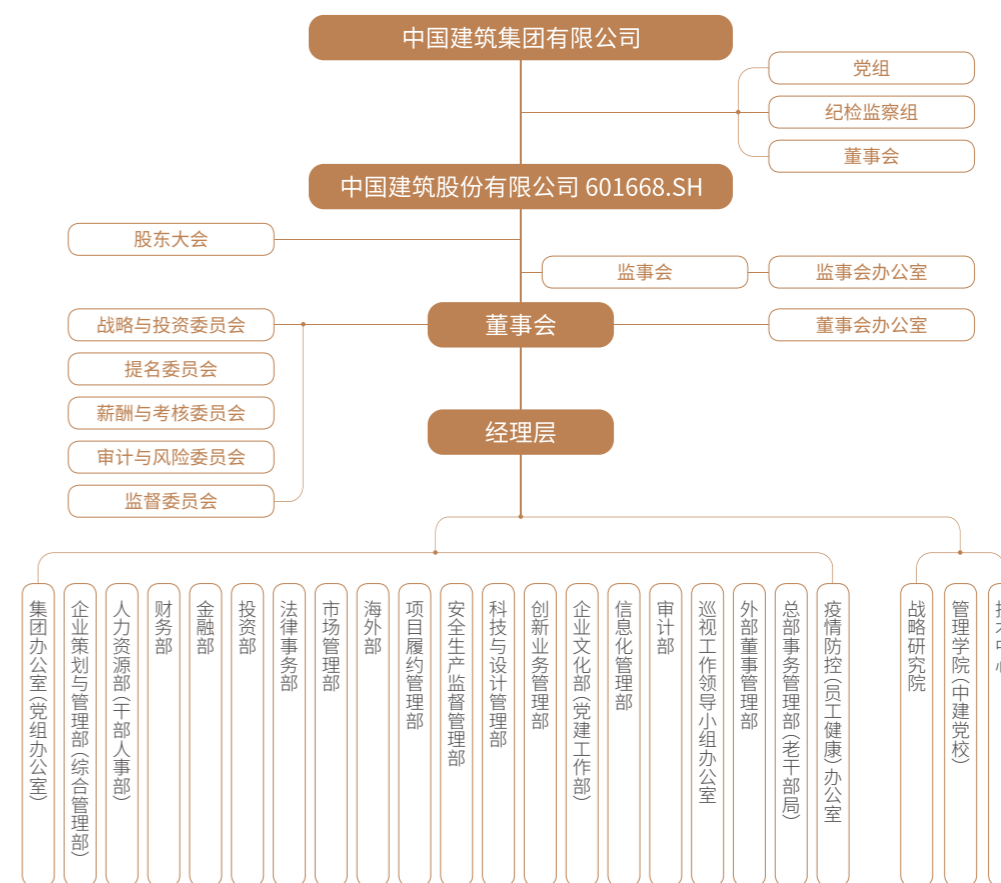 中国建筑集团有限公司
党组
纪检监察组
董事会
中国建筑股份有限公司 601668.SH
股东大会
监事会
监事会办公室
战略与投资委员会
董事会
董事会办公室
提名委员会
薪酬与考核委员会
经理层
审计与风险委员会
监督委员会
集团办公室(党组办公室)
企业策划与管理部(综合管理部)
人力资源部(干部人事部)
财务部
金融部
投资部
法律事务部
市场管理部
海外部
项目履约管理部
安全生产监督管理部
科技与设计管理部
创新业务管理部
企业文化部(党建工作部)
信息化管理部
审计部
巡视工作领导小组办公室
外部董事管理部
总部事务管理部(老干部局)
疫情防控(员工健康)办公室
战略研究院
管理学院(中建党校)